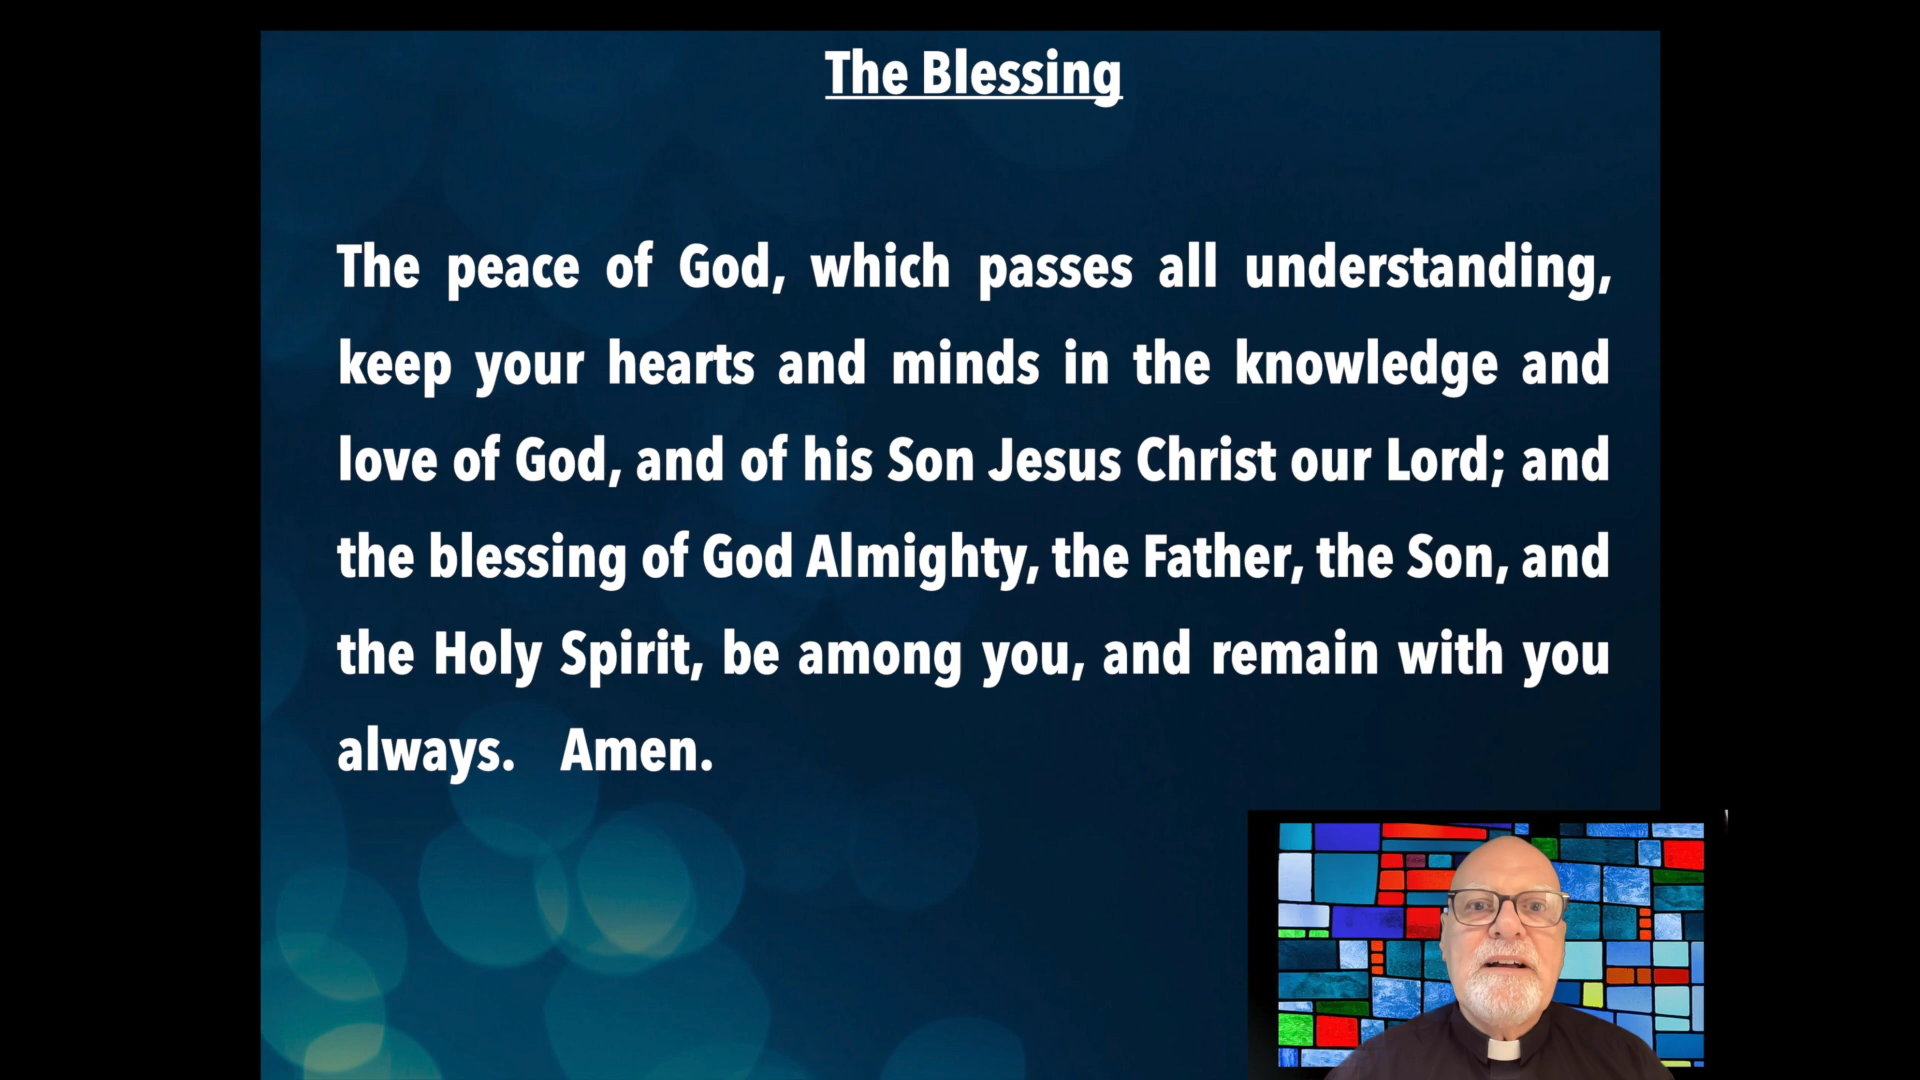 The Blessing
The peace of God, which passes all understanding,
keep your hearts and minds in the knowledge and
love of God, and of his Son Jesus Christ our Lord; and
the blessing of God Almighty, the Father, the Son, and
the Holy Spirit, be among you, and remain with you
always. Amen.